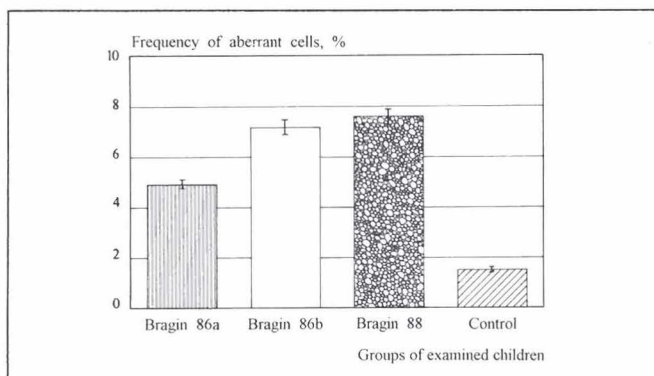 Frequency of aberrant cells, %
10
8
6
4
2
0
Bragin 86a Bragin 86b Bragin 88 Control
Groups of examined children